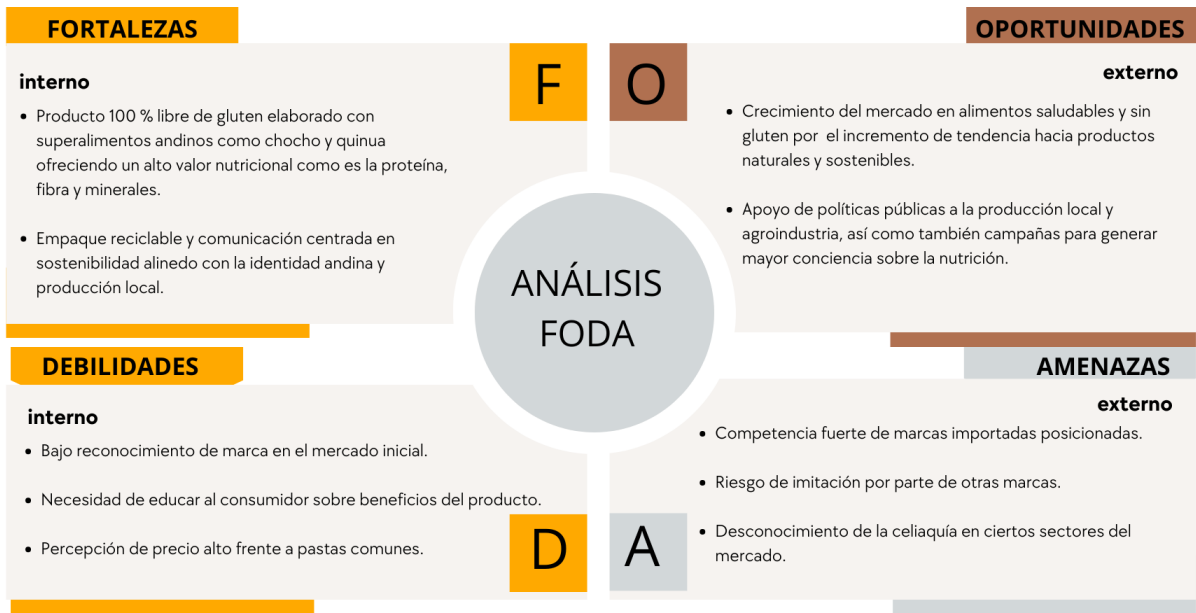 FORTALEZAS
interno
F
• Producto 100 % libre de gluten elaborado con
superalimentos andinos como chocho y quinua
ofreciendo un alto valor nutricional como es la proteína,
fibra y minerales.
• Empaque reciclable y comunicación centrada en
sostenibilidad alinedo con la identidad andina y
producción local.
OPORTUNIDADES
externo
O
• Crecimiento del mercado en alimentos saludables y sin
gluten por el incremento de tendencia hacia productos
naturales y sostenibles.
• Apoyo de políticas públicas a la producción local y
agroindustria, así como también campañas para generar
mayor conciencia sobre la nutrición.
ANÁLISIS
FODA
DEBILIDADES
interno
• Bajo reconocimiento de marca en el mercado inicial.
• Necesidad de educar al consumidor sobre beneficios del producto.
• Percepción de precio alto frente a pastas comunes.
D
AMENAZAS
externo
• Competencia fuerte de marcas importadas posicionadas.
• Riesgo de imitación por parte de otras marcas.
• Desconocimiento de la celiaquía en ciertos sectores del
mercado.
A